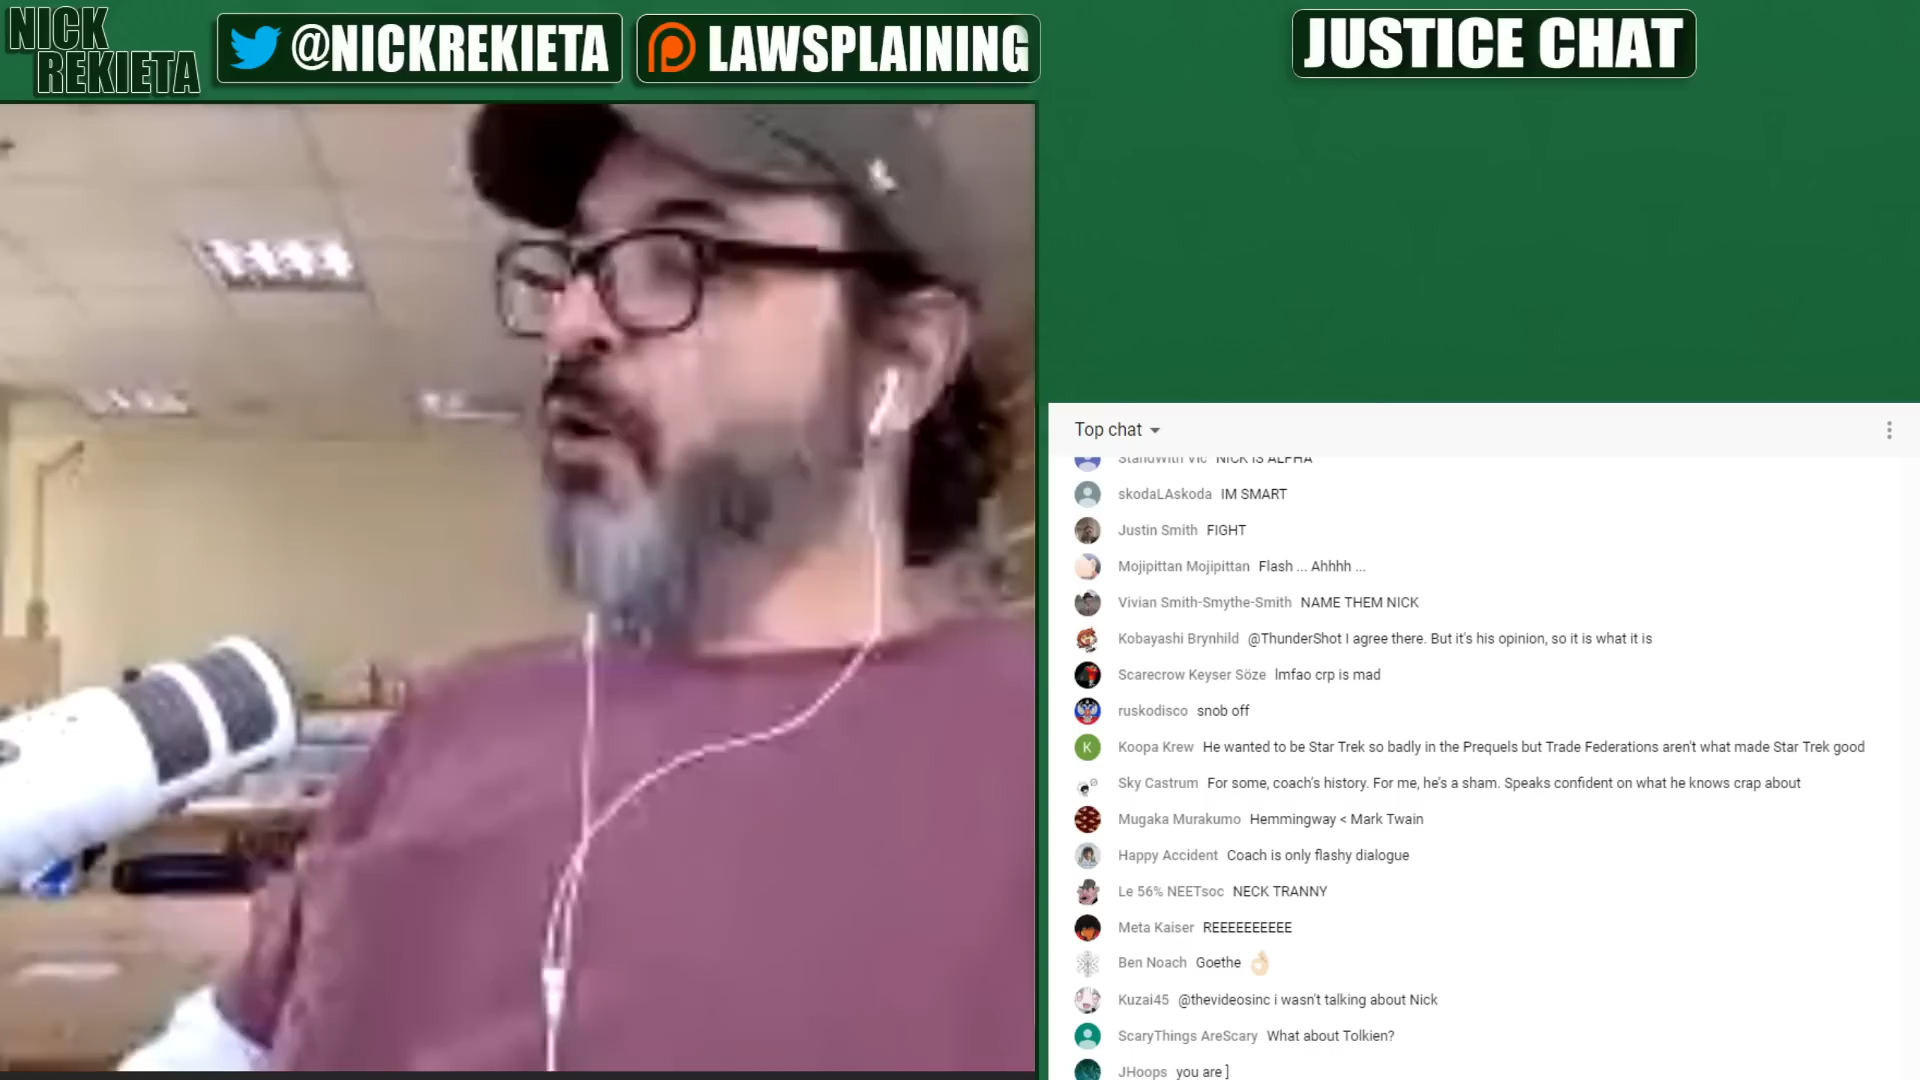 NICK
REKIETA
@NICKREKIETA
LAWSPLAINING
JUSTICE CHAT
Top chat
StandWith Vic NICK IS ALPHA
skodaLAskoda IM SMART
Justin Smith FIGHT
Mojipittan Mojipittan Flash ... Ahhhh ...
Vivian Smith-Smythe-Smith NAME THEM NICK
Kobayashi Brynhild @ThunderShot I agree there. But it's his opinion, so it is what it is
Scarecrow Keyser Söze lmfao crp is mad
ruskodisco snob off
K
Koopa Krew He wanted to be Star Trek so badly in the Prequels but Trade Federations aren't what made Star Trek good
Sky Castrum For some, coach's history. For me, he's a sham. Speaks confident on what he knows crap about
Mugaka Murakumo Hemmingway < Mark Twain
Happy Accident Coach is only flashy dialogue
Le 56% NEETsoc NECK TRANNY
Meta Kaiser REEEEEEEEEE
Ben Noach Goethe 👌🏻
Kuzai45 @thevideosinc i wasn't talking about Nick
ScaryThings AreScary What about Tolkien?
JHoops you are ]